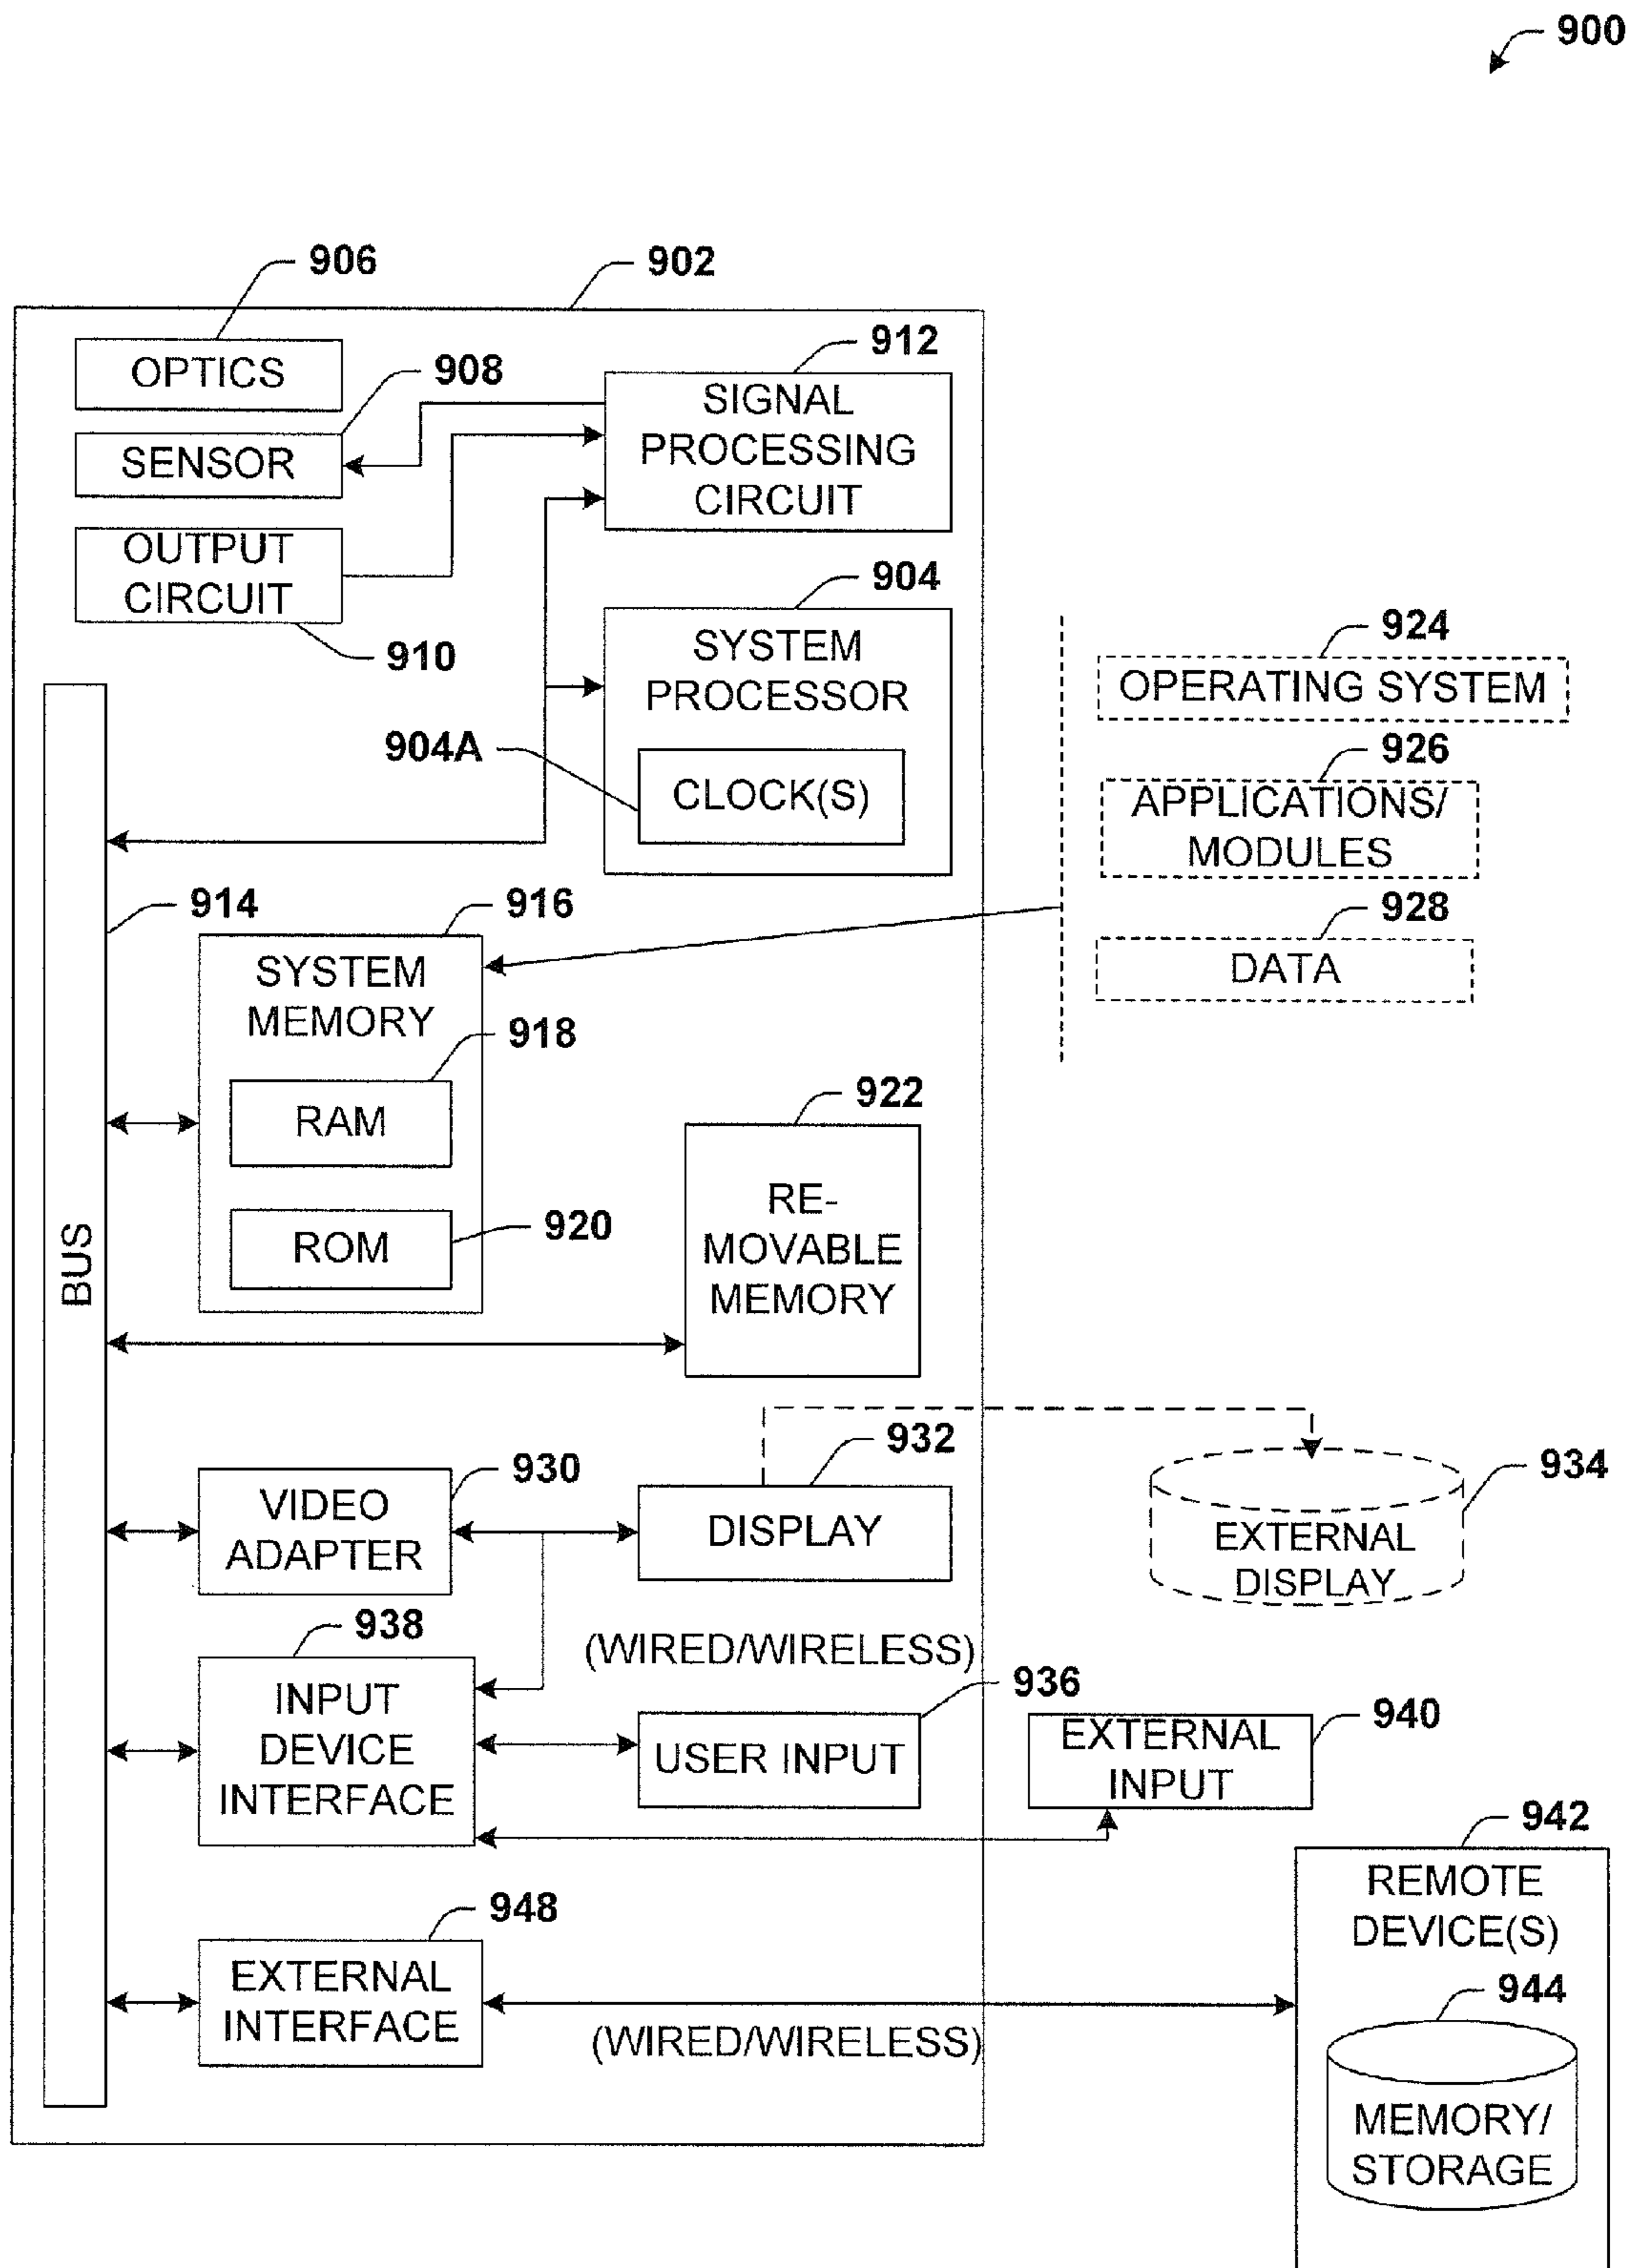 900
906
902
OPTICS
908
912
SENSOR
SIGNAL
PROCESSING
CIRCUIT
OUTPUT
CIRCUIT
910
904
SYSTEM
PROCESSOR
904A
CLOCK(S)
924
OPERATING SYSTEM
926
APPLICATIONS/
MODULES
928
DATA
914
916
SYSTEM
MEMORY
918
RAM
920
ROM
BUS
922
RE-
MOVABLE
MEMORY
930
VIDEO
ADAPTER
932
DISPLAY
934
EXTERNAL
DISPLAY
938
INPUT
DEVICE
INTERFACE
(WIRED/WIRELESS)
936
USER INPUT
940
EXTERNAL
INPUT
942
REMOTE
DEVICE(S)
948
EXTERNAL
INTERFACE
(WIRED/WIRELESS)
944
MEMORY/
STORAGE